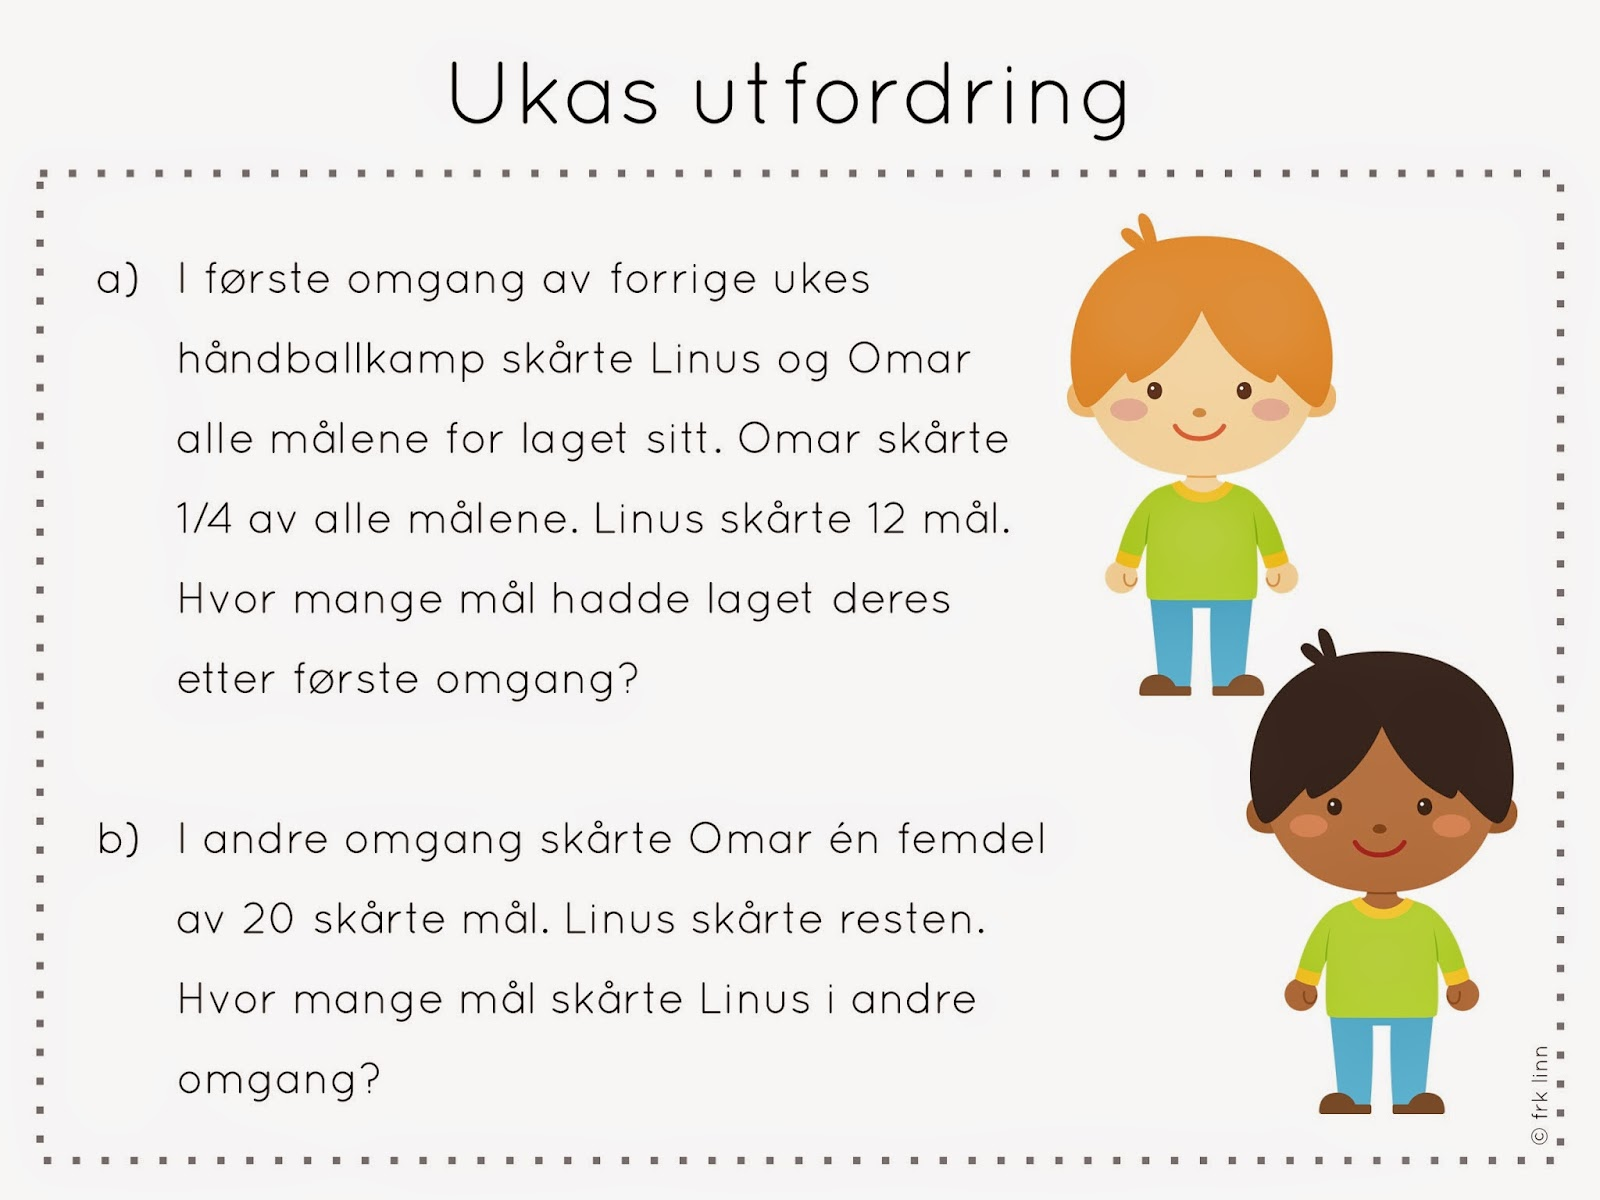 Ukas utfordring
a) I første omgang av forrige ukes
håndballkamp skårte Linus og Omar
alle målene for laget sitt. Omar skårte
1/4 av alle målene. Linus skårte 12 mål.
Hvor mange mål hadde laget deres
etter første omgang?
b) I andre omgang skårte Omar én femdel
av 20 skårte mål. Linus skårte resten.
Hvor mange mål skårte Linus i andre
omgang?
© frk linn